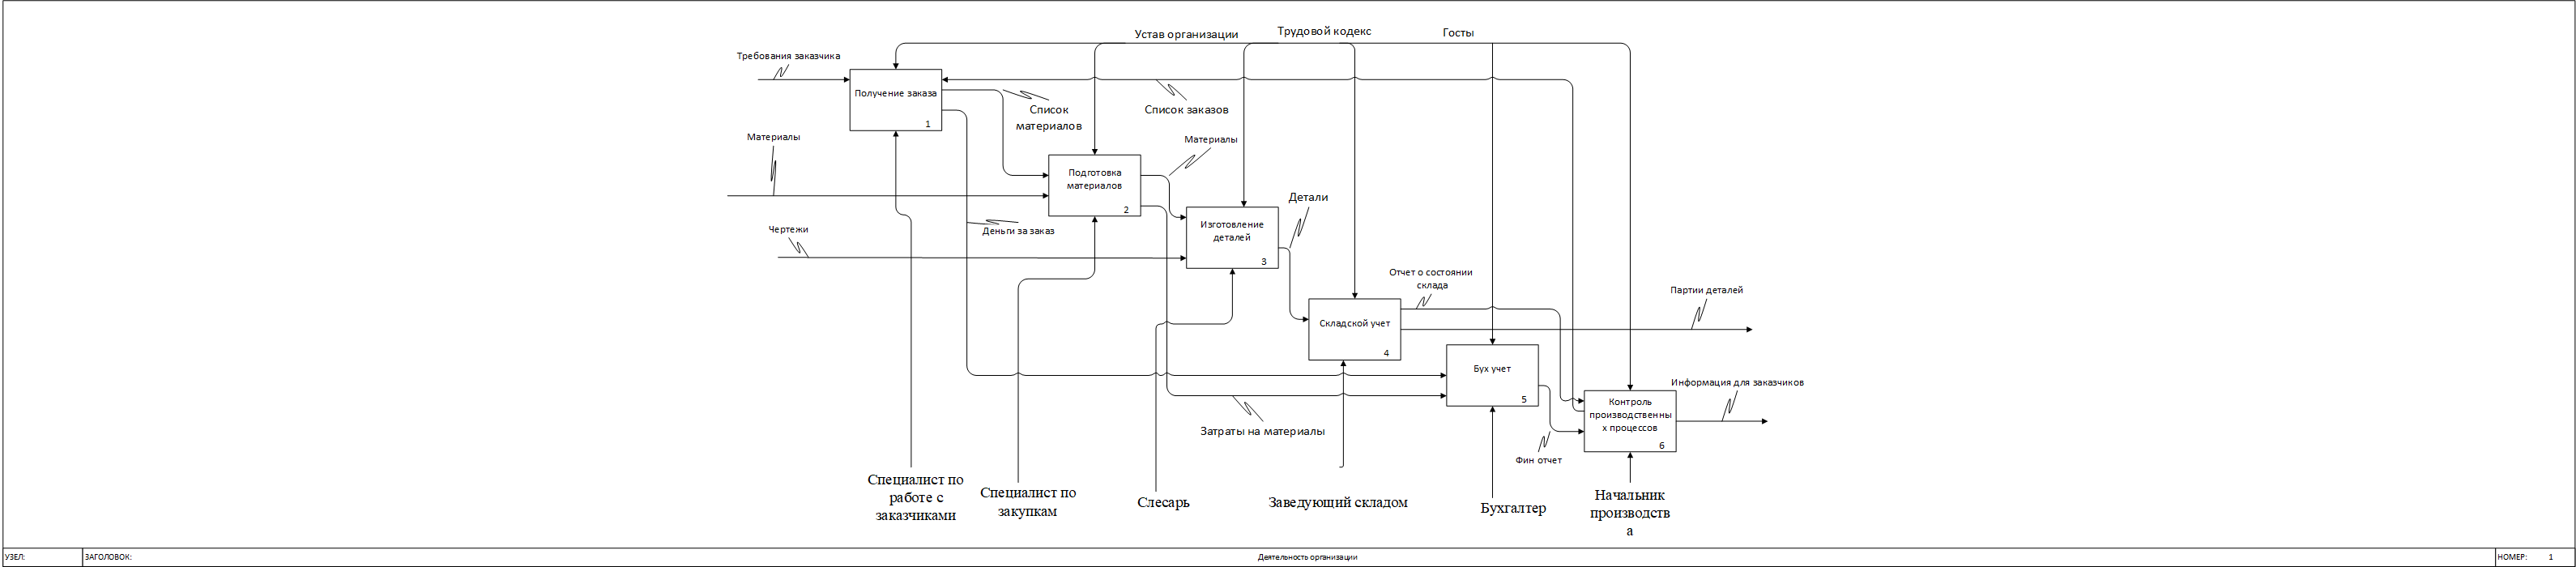 Устав организации
Трудовой кодекс
Госты
Требования заказчика
Получение заказа
1
Список
материалов
Список заказов
Материалы
Материалы
Подготовка
материалов
2
Деньги за заказ
Чертежи
Детали
Изготовление
деталей
3
Отчет о состоянии
склада
Партии деталей
Складской учет
4
Бух учет
5
Информация для заказчиков
Контроль
производственны
х процессов
6
Затраты на материалы
Фин отчет
Специалист по
работе с
заказчиками
Специалист по
закупкам
Слесарь
Заведующий складом
Бухгалтер
Начальник
производств
а
УЗЕЛ:
ЗАГОЛОВОК:
Деятельность организации
НОМЕР:
1